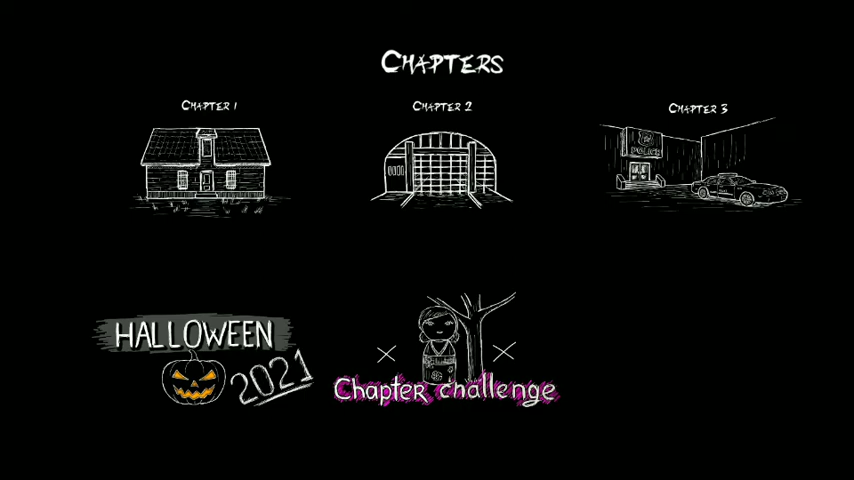 CHAPTERS
CHAPTER 1
CHAPTER 2
CHAPTER 3
POLICE
HALLOWEEN
2021
Chapter challenge